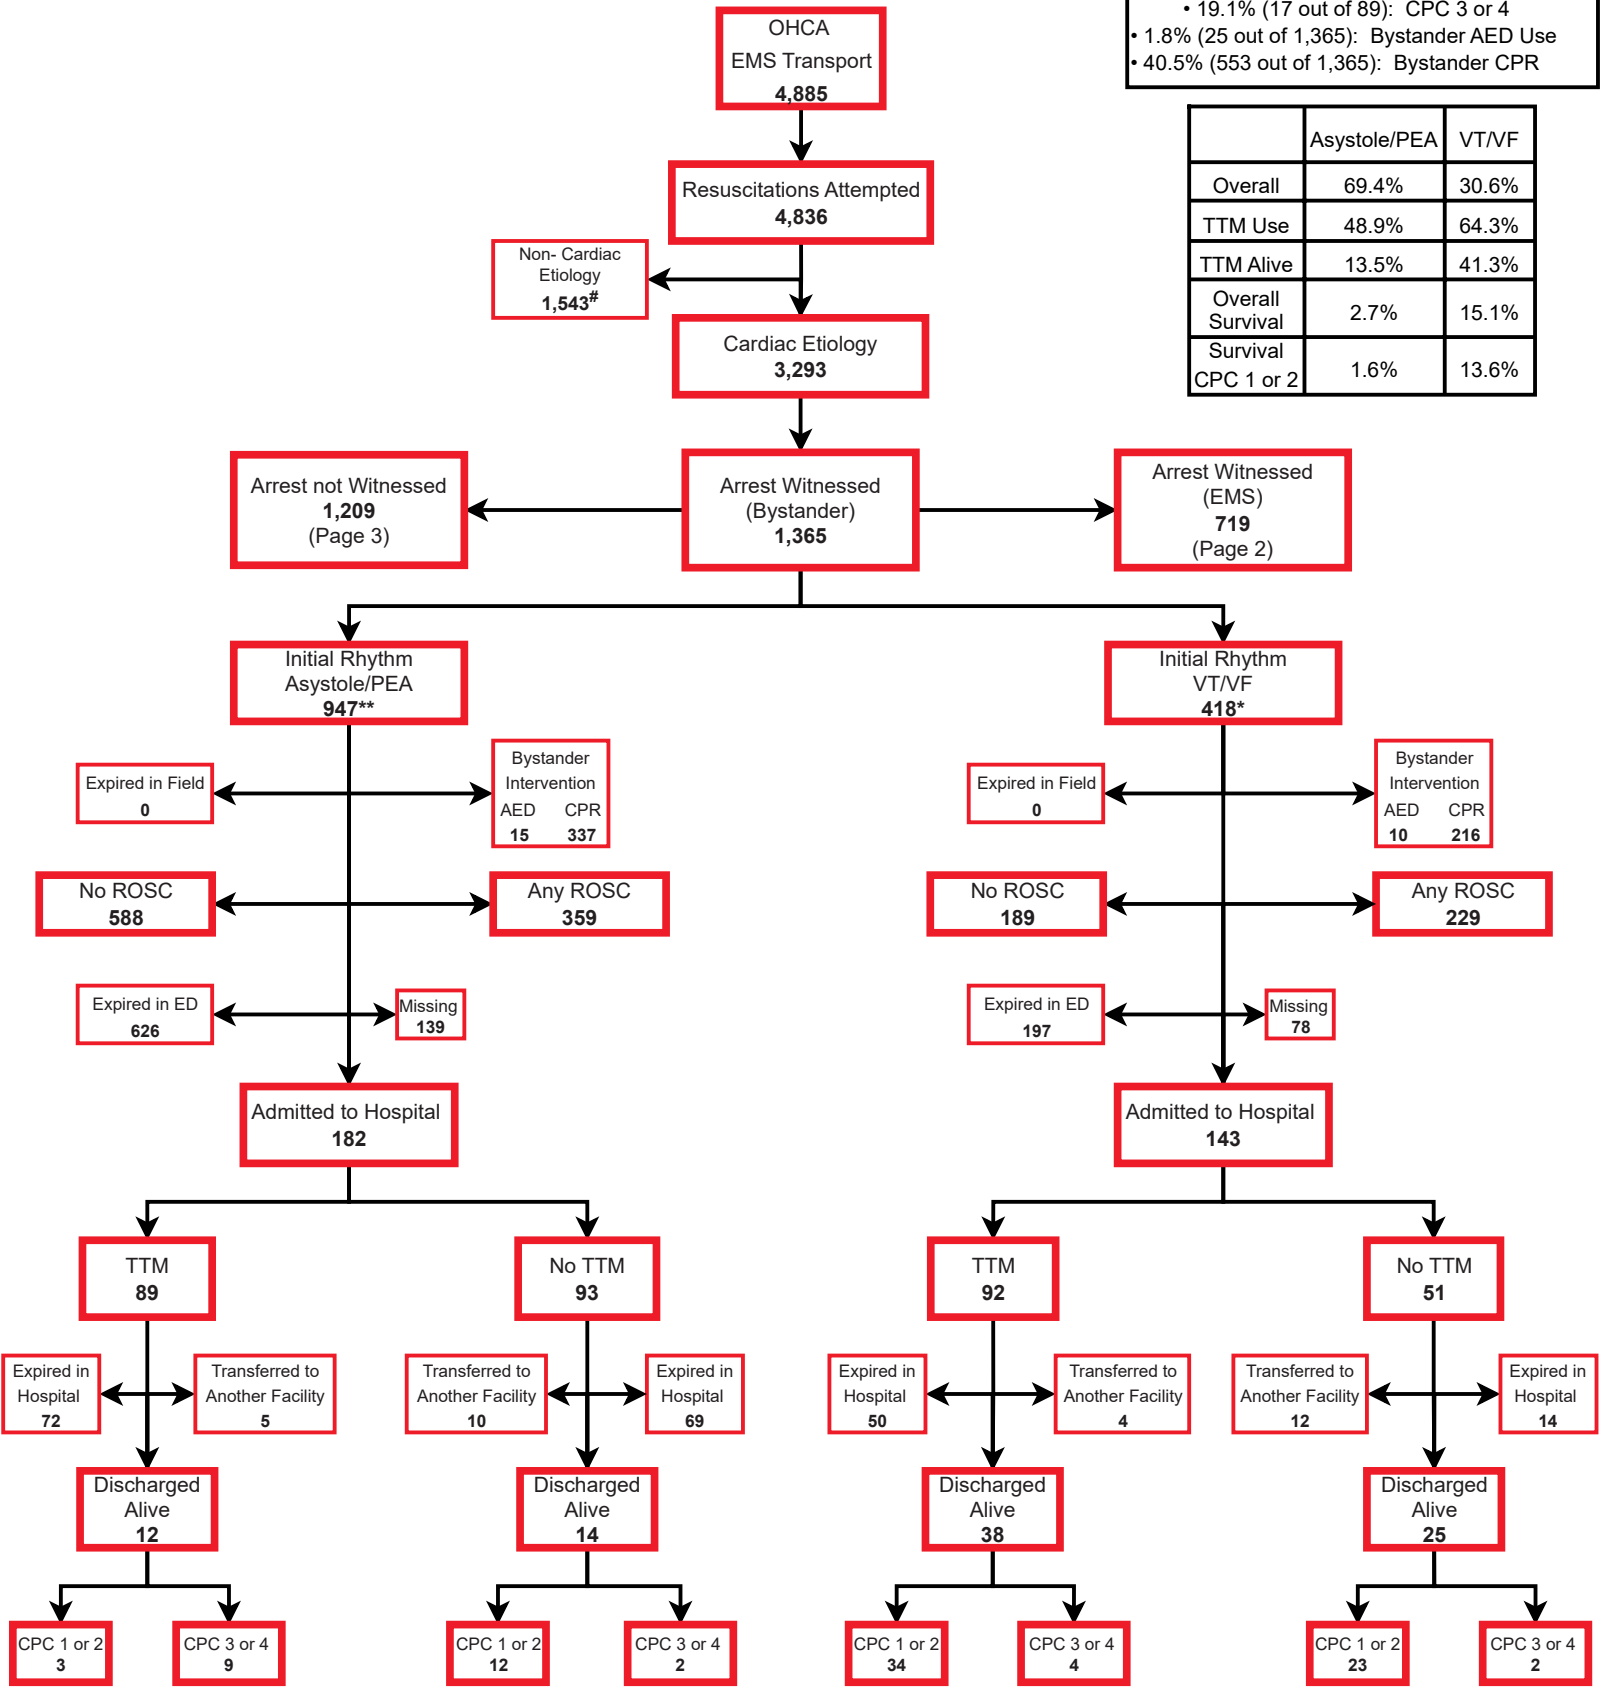 • 19.1% (17 out of 89): CPC 3 or 4
• 1.8% (25 out of 1,365): Bystander AED Use
• 40.5% (553 out of 1,365): Bystander CPR
OHCA
EMS Transport
4,885
Asystole/PEA VT/VF
Overall 69.4% 30.6%
TTM Use 48.9% 64.3%
TTM Alive 13.5% 41.3%
Overall
Survival 2.7% 15.1%
Survival
CPC 1 or 2 1.6% 13.6%
Resuscitations Attempted
4,836
Non- Cardiac
Etiology
1,543#
Cardiac Etiology
3,293
Arrest not Witnessed
1,209
(Page 3)
Arrest Witnessed
(Bystander)
1,365
Arrest Witnessed
(EMS)
719
(Page 2)
Initial Rhythm
Asystole/PEA
947**
Expired in Field
0
Bystander
Intervention
AED CPR
15 337
No ROSC
588
Any ROSC
359
Expired in ED
626
Missing
139
Admitted to Hospital
182
Initial Rhythm
VT/VF
418*
Expired in Field
0
Bystander
Intervention
AED CPR
10 216
No ROSC
189
Any ROSC
229
Expired in ED
197
Missing
78
Admitted to Hospital
143
TTM
89
Expired in
Hospital
72
Transferred to
Another Facility
5
Discharged
Alive
12
CPC 1 or 2
3
CPC 3 or 4
9
No TTM
93
Transferred to
Another Facility
10
Expired in
Hospital
69
Discharged
Alive
14
CPC 1 or 2
12
CPC 3 or 4
2
TTM
92
Expired in
Hospital
50
Transferred to
Another Facility
4
Discharged
Alive
38
CPC 1 or 2
34
CPC 3 or 4
4
No TTM
51
Transferred to
Another Facility
12
Expired in
Hospital
14
Discharged
Alive
25
CPC 1 or 2
23
CPC 3 or 4
2